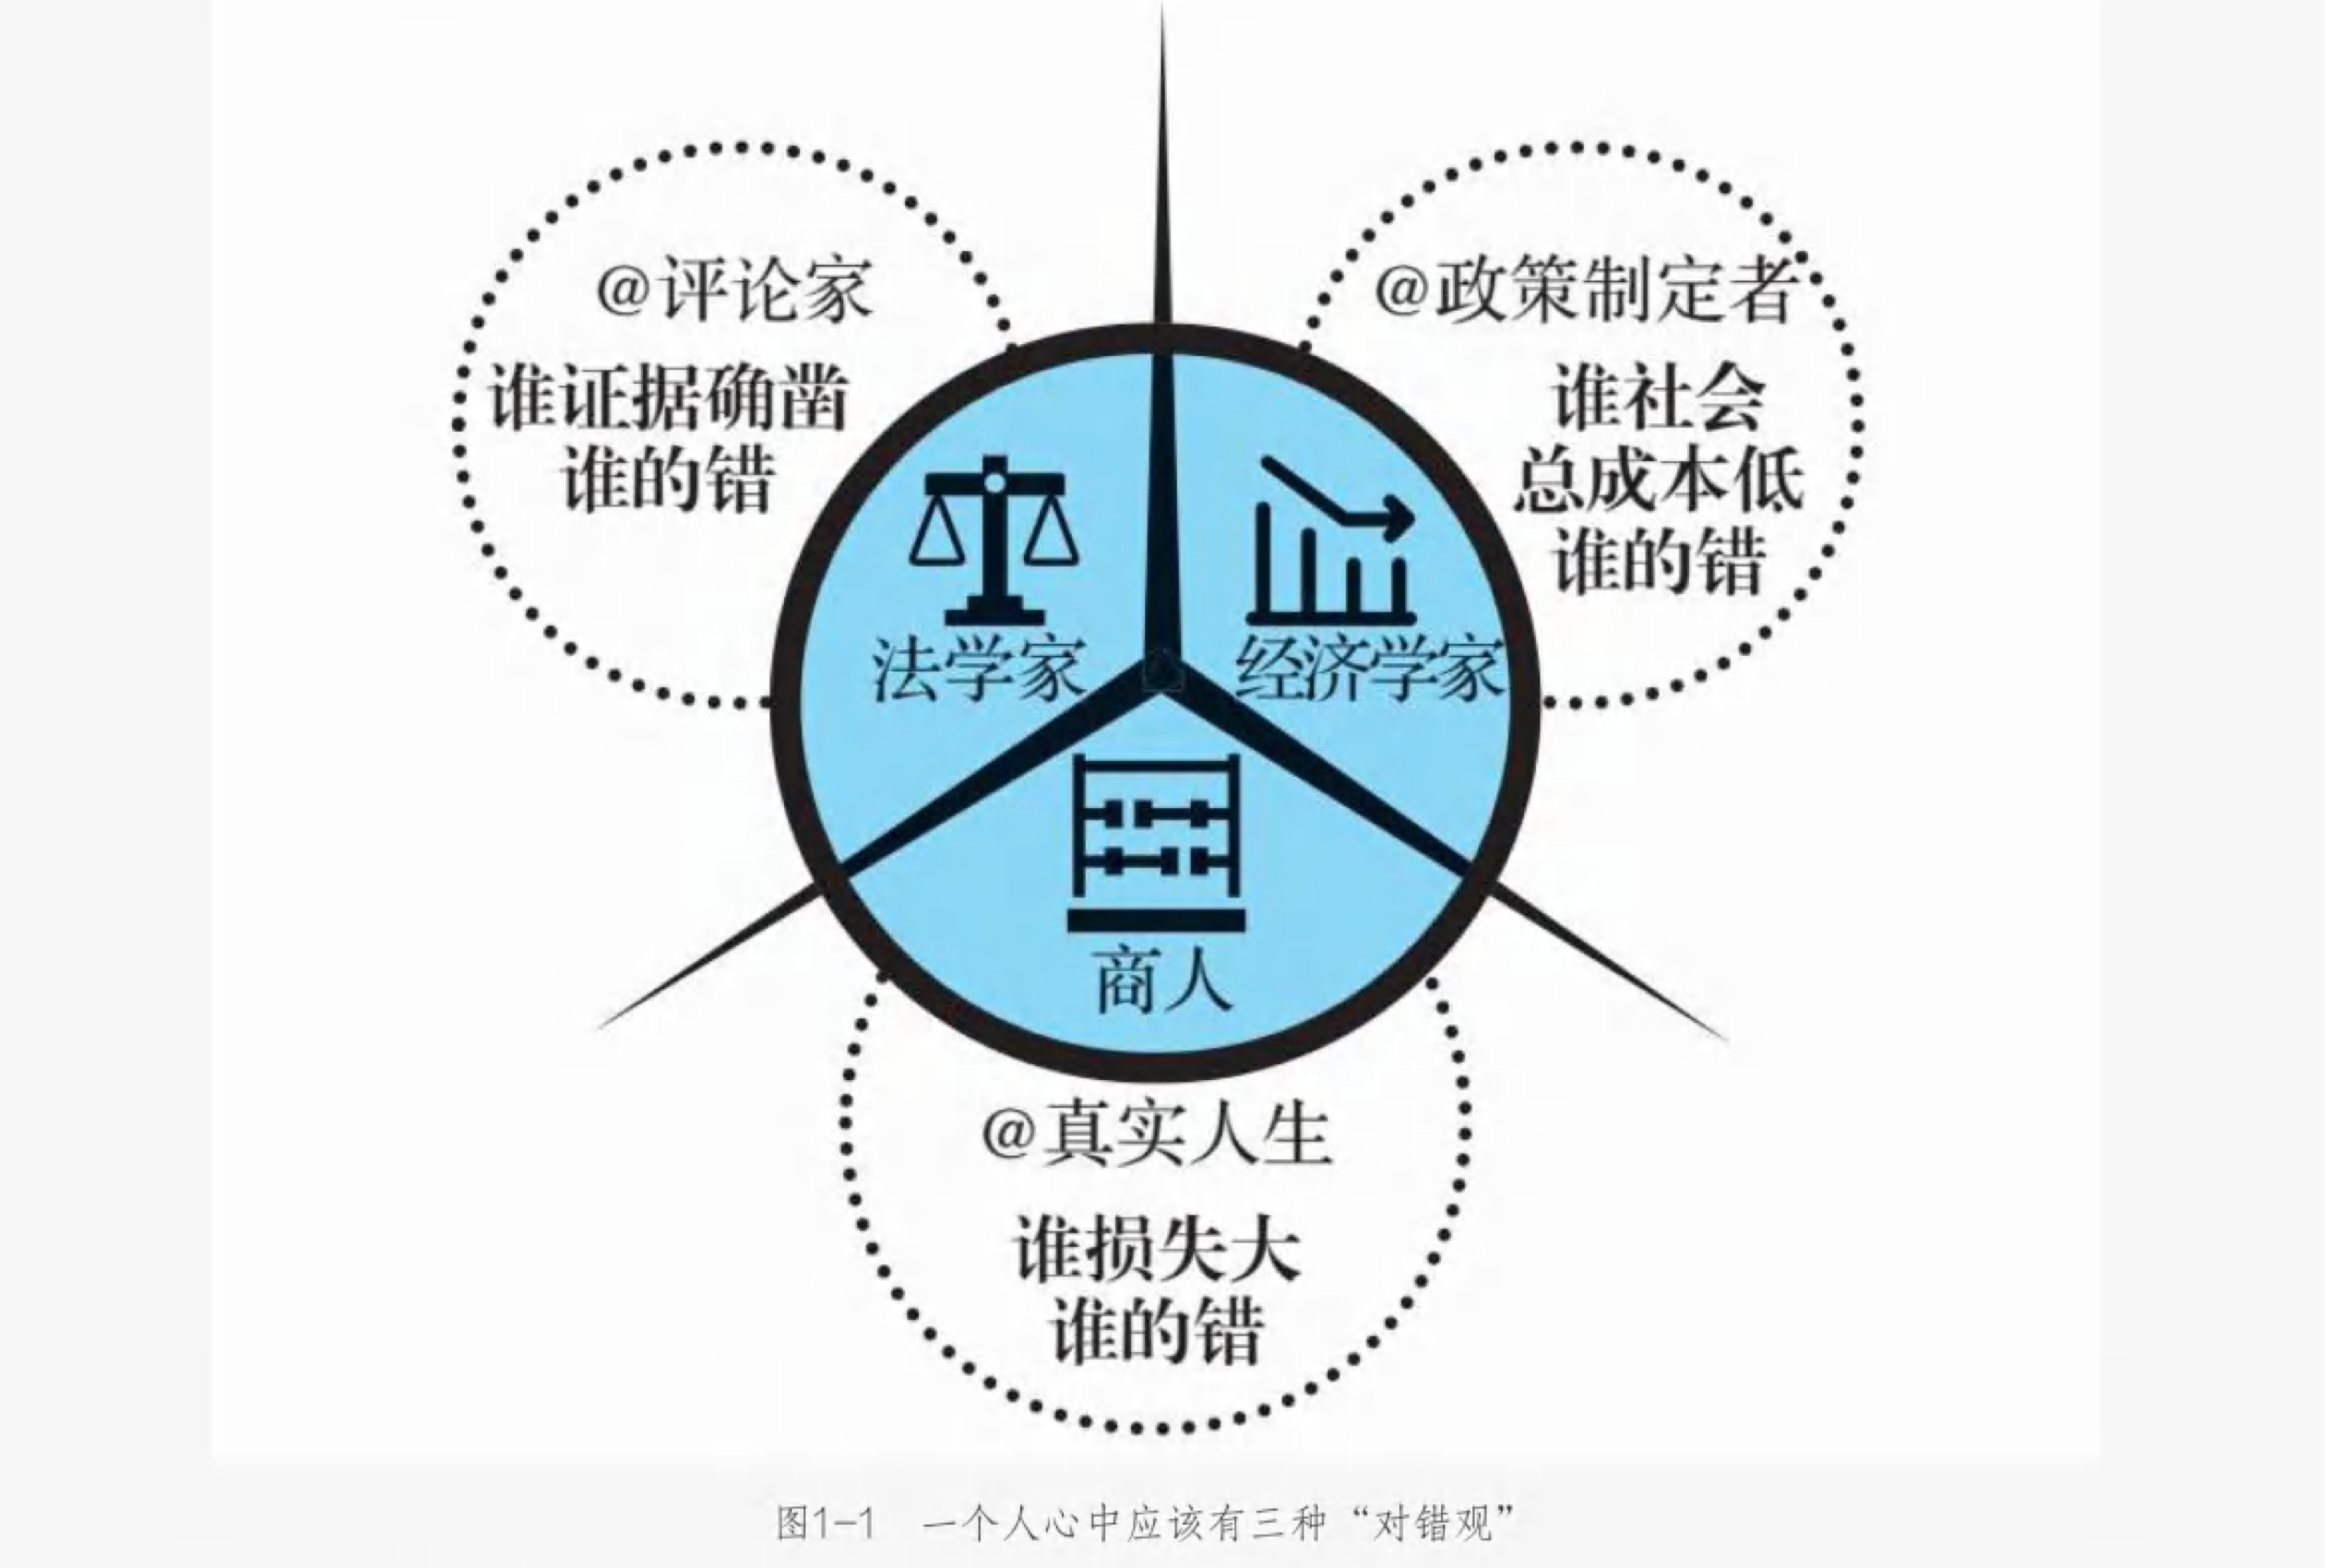 @评论家
谁证据确凿
谁的错
@政策制定者
谁社会
总成本低
谁的错
法学家
经济学家
商人
@真实人生
谁损失大
谁的错
图1-1 一个人心中应该有三种“对错观”